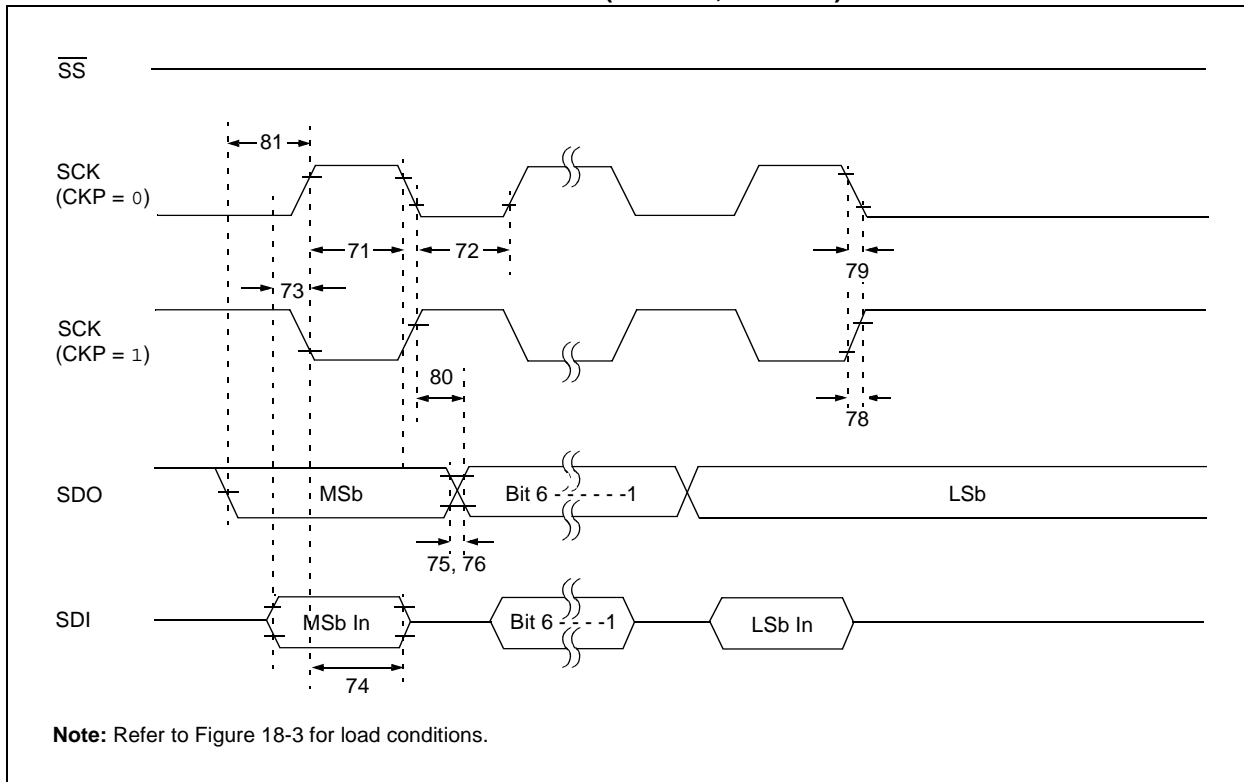 SS
81
SCK
(CKP = 0)
71
72
79
73
SCK
(CKP = 1)
80
78
SDO
MSb
Bit 6 - - - - - -1
LSb
75, 76
SDI
MSb In
Bit 6 - - - -1
LSb In
74
Note: Refer to Figure 18-3 for load conditions.